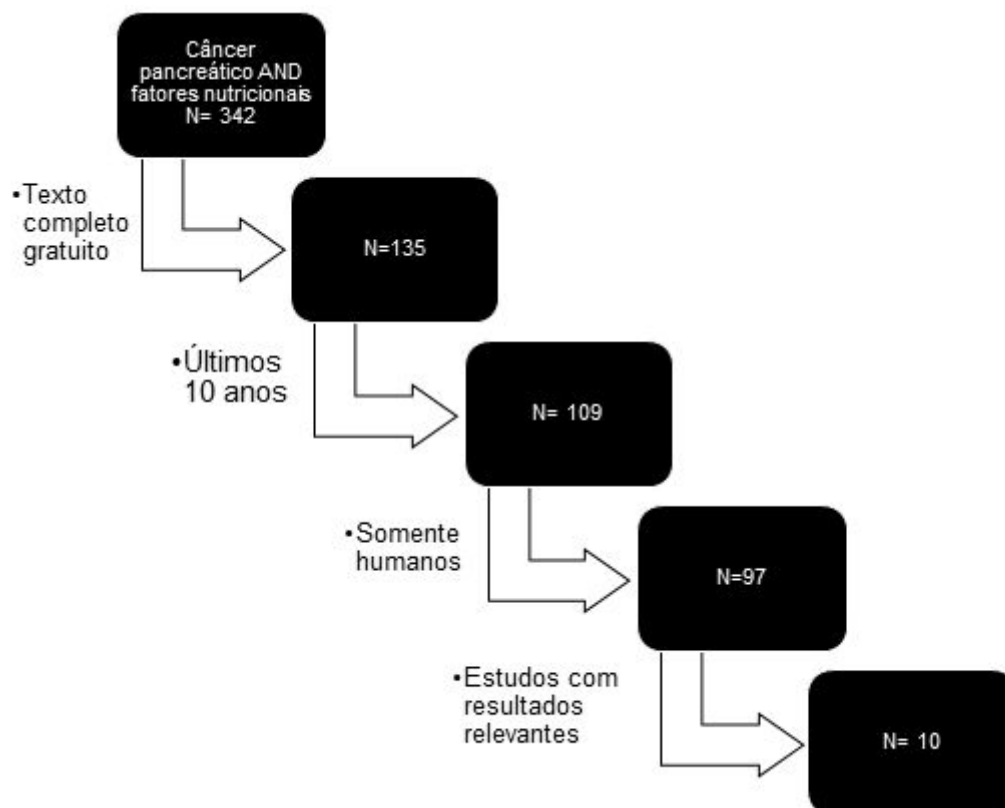 Câncer
pancreático AND
fatores nutricionais
N= 342
•Texto
completo
gratuito
N=135
•Últimos
10 anos
N= 109
•Somente
humanos
N=97
•Estudos com
resultados
relevantes
N= 10